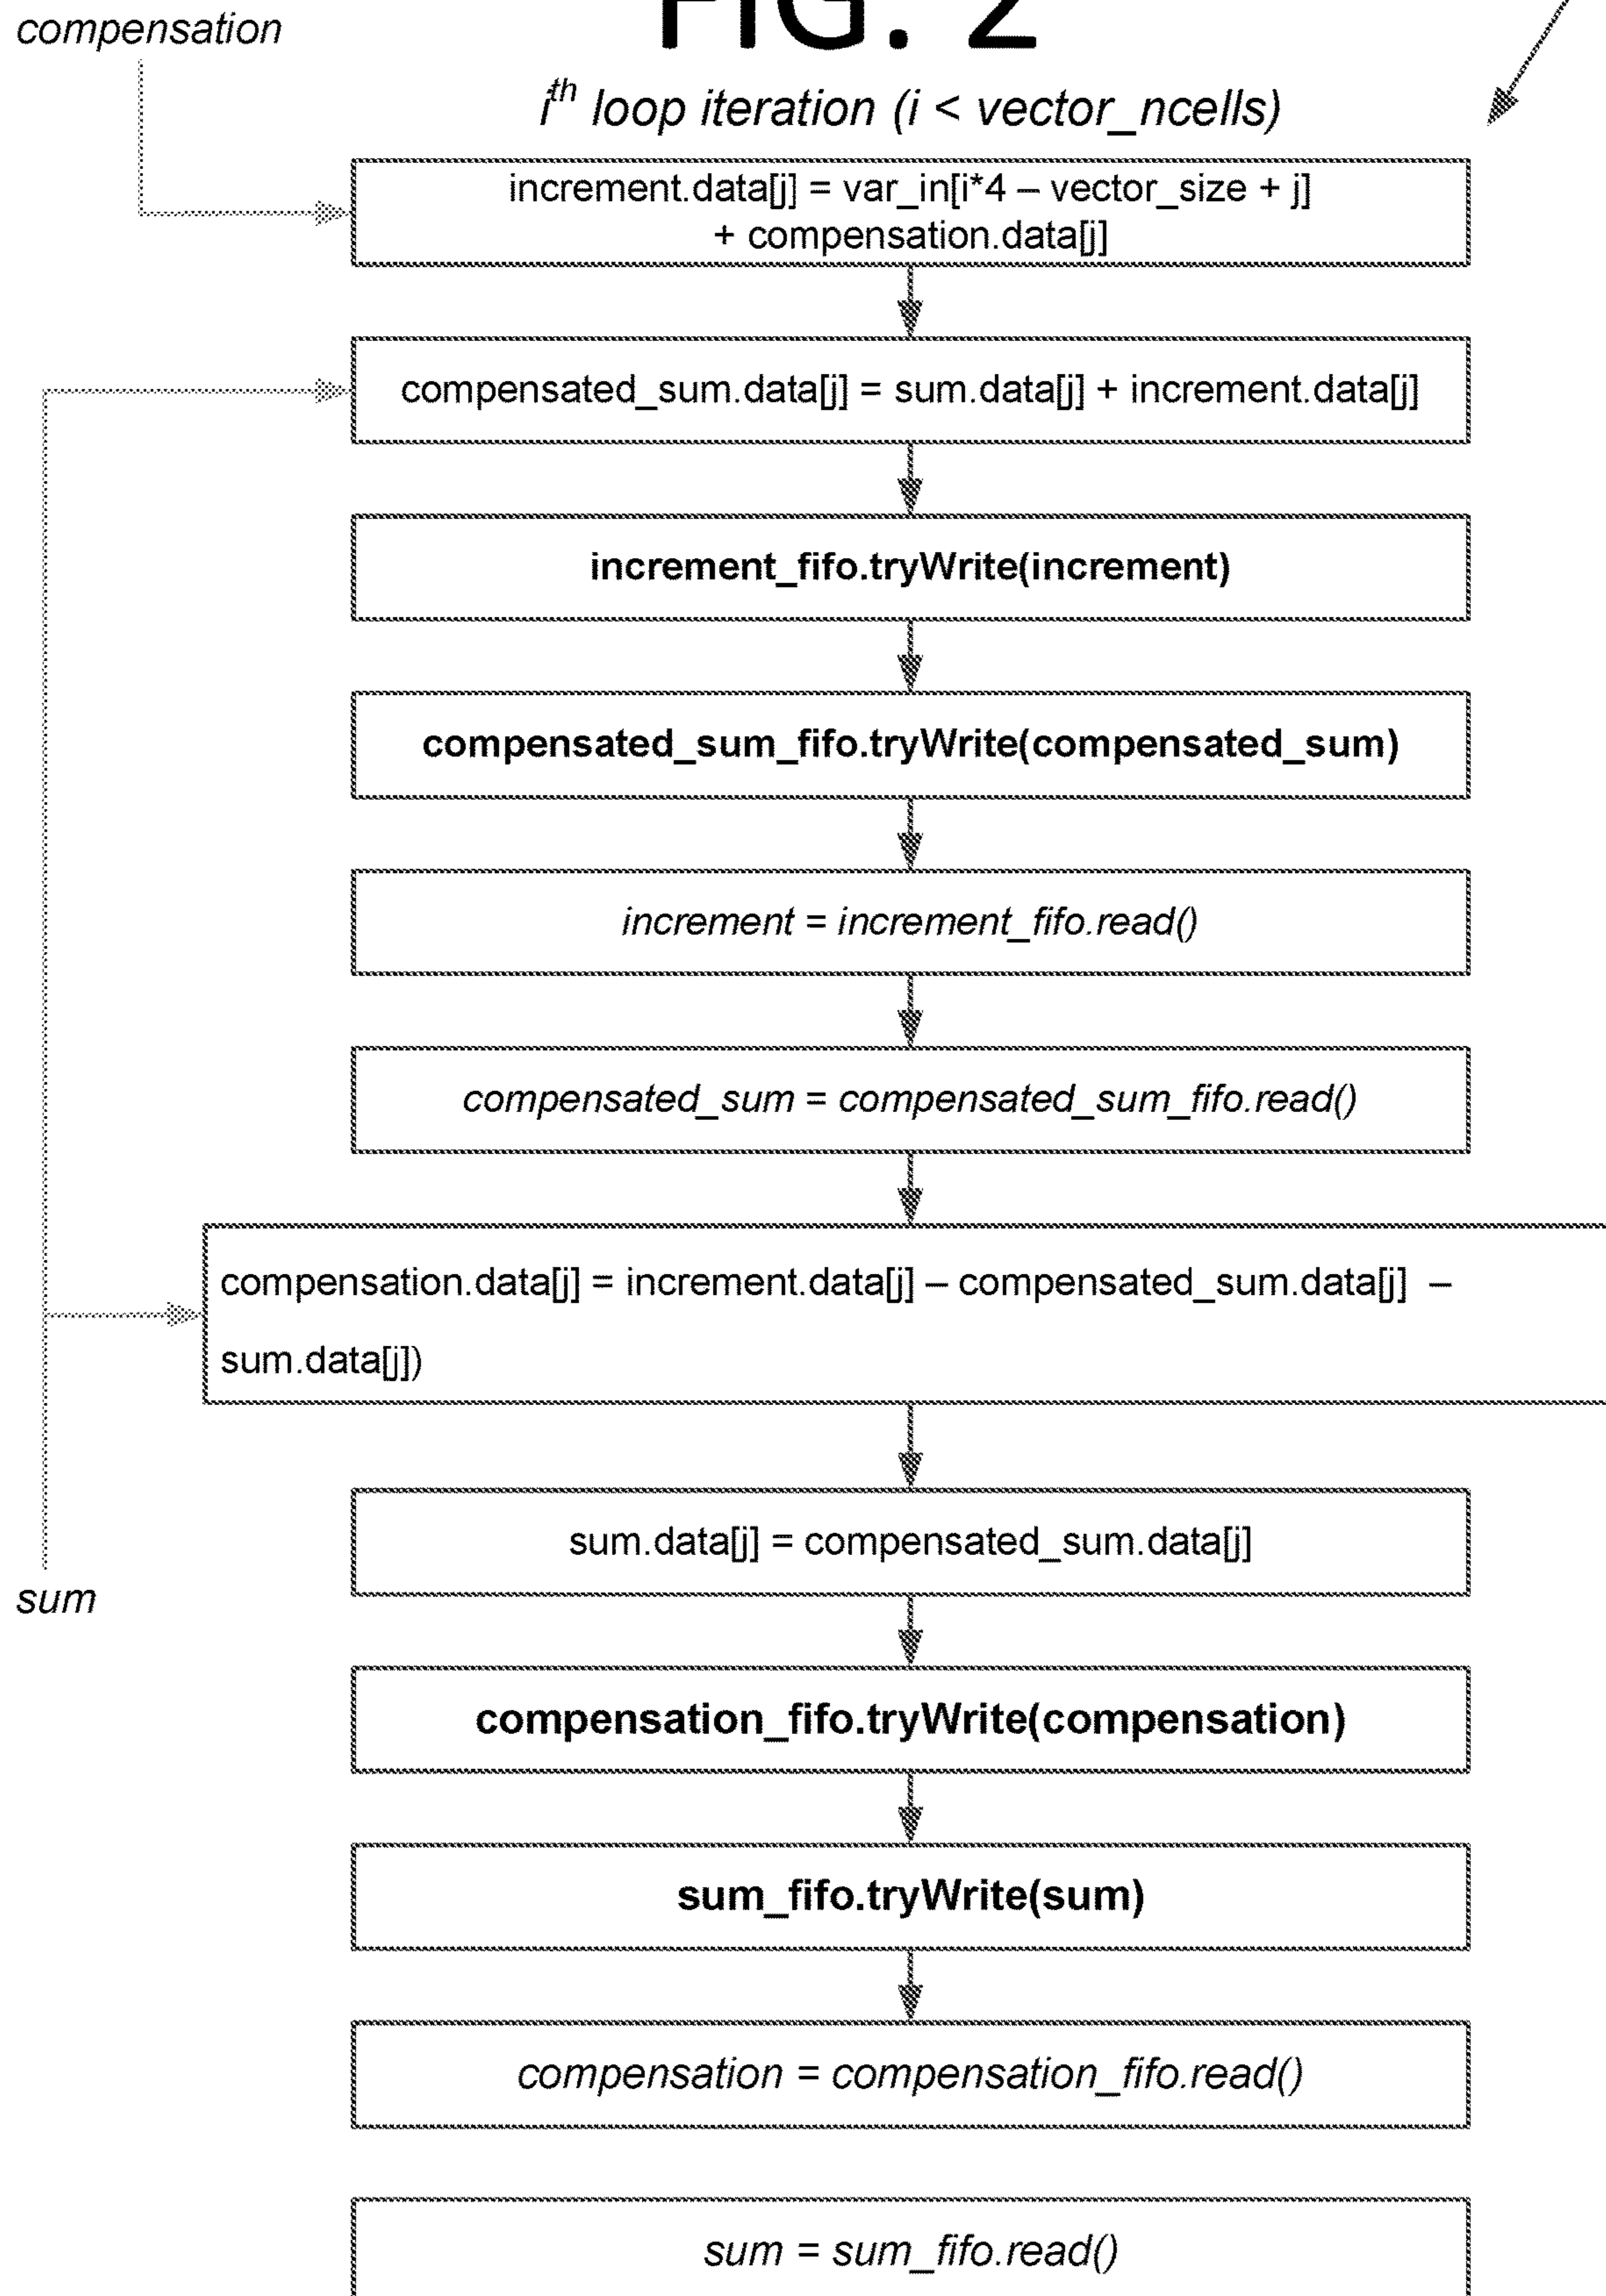 FIG. 2
compensation
ith loop iteration (i < vector_ncells)
increment.data[j] = var_in[i*4 – vector_size + j]
+ compensation.data[j]
compensated_sum.data[j] = sum.data[j] + increment.data[j]
increment_fifo.tryWrite(increment)
compensated_sum_fifo.tryWrite(compensated_sum)
increment = increment_fifo.read()
compensated_sum = compensated_sum_fifo.read()
compensation.data[j] = increment.data[j] – compensated_sum.data[j] –
sum.data[j])
sum.data[j] = compensated_sum.data[j]
sum
compensation_fifo.tryWrite(compensation)
sum_fifo.tryWrite(sum)
compensation = compensation_fifo.read()
sum = sum_fifo.read()